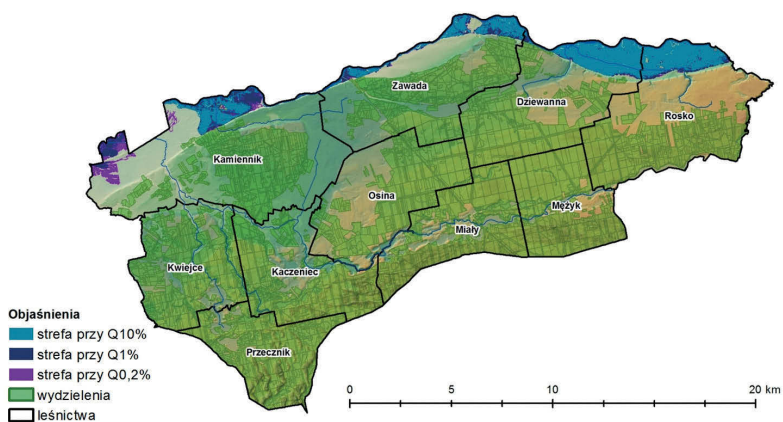 Zawada
Dziewanna
Rosko
Kamiennik
Osina
Mężyk
Miały
Kwiejce
Kaczeniec
Przecznik
Objaśnienia
strefa przy Q10%
strefa przy Q1%
strefa przy Q0,2%
wydzielenia
leśnictwa
0 5 10 20 km